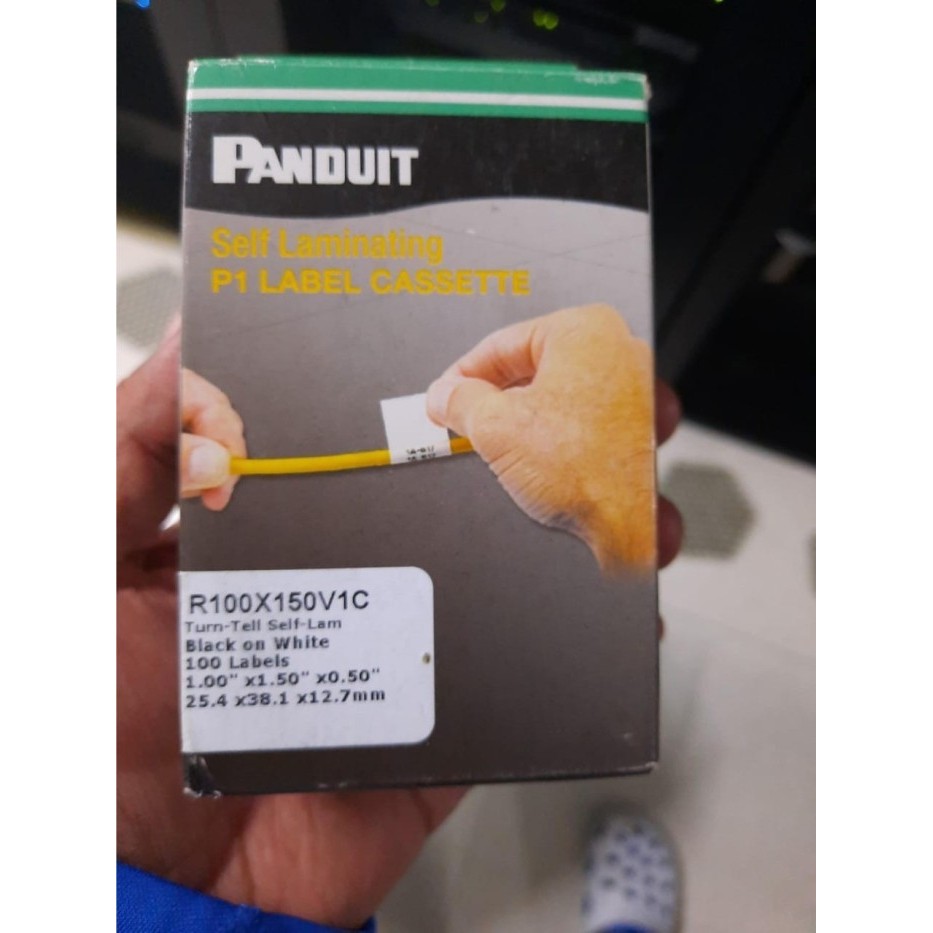 PANDUIT
Self Laminating
P1 LABEL CASSETTE
R100X150V1C
Turn-Tell Self-Lam
Black on White
100 Labels
1.00" x1.50" x0.50"
25.4 x38.1 x12.7mm